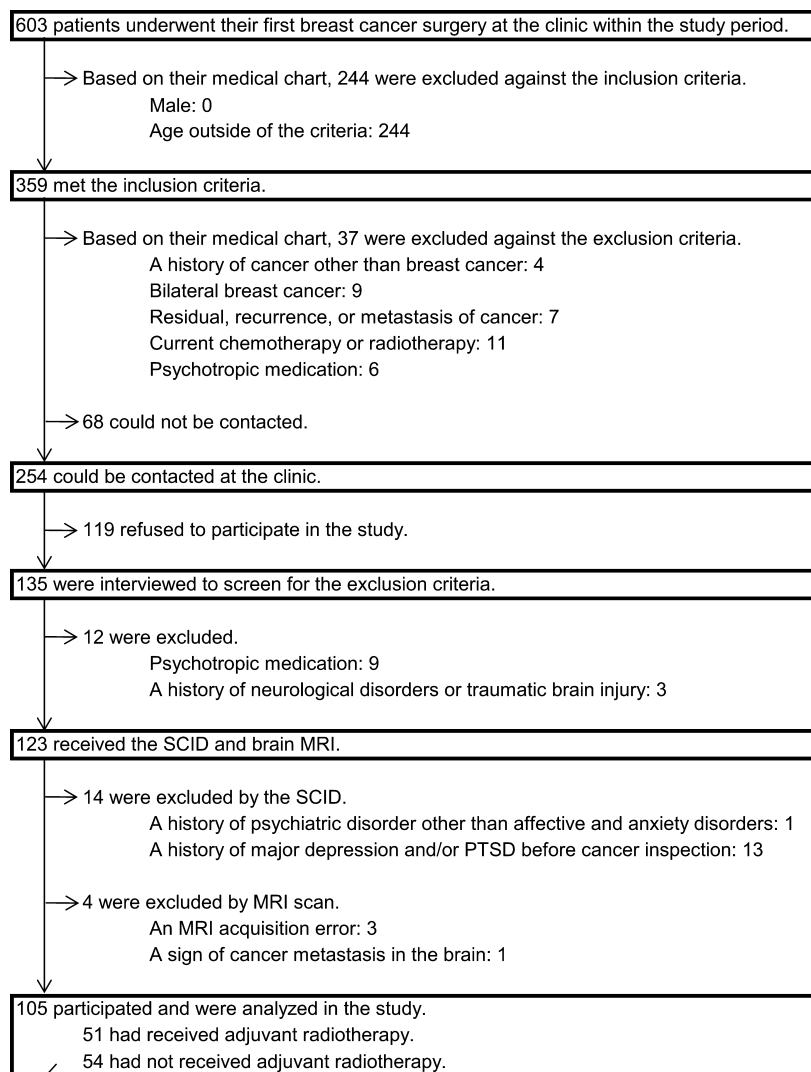 603 patients underwent their first breast cancer surgery at the clinic within the study period.
Based on their medical chart, 244 were excluded against the inclusion criteria.
Male: 0
Age outside of the criteria: 244
359 met the inclusion criteria.
Based on their medical chart, 37 were excluded against the exclusion criteria.
A history of cancer other than breast cancer: 4
Bilateral breast cancer: 9
Residual, recurrence, or metastasis of cancer: 7
Current chemotherapy or radiotherapy: 11
Psychotropic medication: 6
68 could not be contacted.
254 could be contacted at the clinic.
119 refused to participate in the study.
135 were interviewed to screen for the exclusion criteria.
12 were excluded.
Psychotropic medication: 9
A history of neurological disorders or traumatic brain injury: 3
123 received the SCID and brain MRI.
14 were excluded by the SCID.
A history of psychiatric disorder other than affective and anxiety disorders: 1
A history of major depression and/or PTSD before cancer inspection: 13
4 were excluded by MRI scan.
An MRI acquisition error: 3
A sign of cancer metastasis in the brain: 1
105 participated and were analyzed in the study.
51 had received adjuvant radiotherapy.
54 had not received adjuvant radiotherapy.